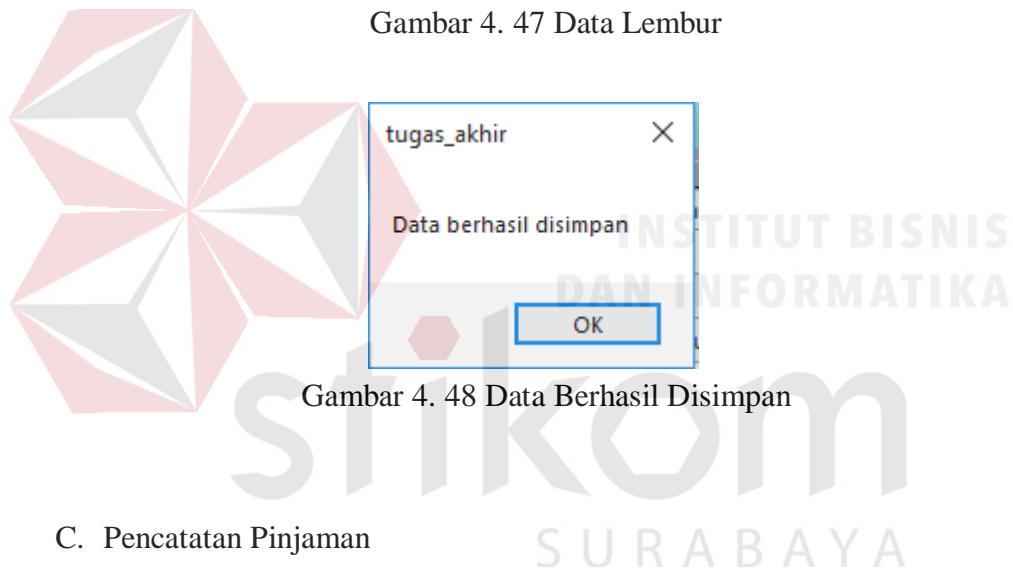 Gambar 4. 47 Data Lembur
tugas_akhir
Data berhasil disimpan
INSTITUT BISNIS
DAN INFORMATIKA
OK
Gambar 4. 48 Data Berhasil Disimpan
stikom
C. Pencatatan Pinjaman
SURABAYA